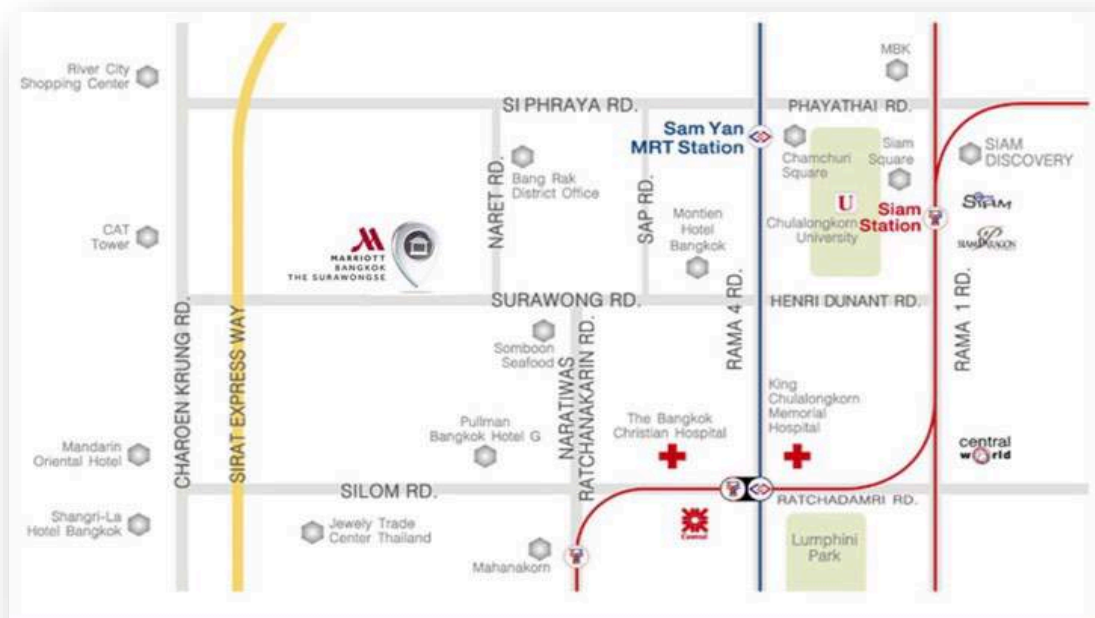 MBK
River City
Shopping Center
SI PHRAYA RD.
PHAYATHAI RD.
Sam Yan
MRT Station
Chamchuri
Square
Siam
Square
SIAM
DISCOVERY
NARET RD.
Bang Rak
District Office
SAP RD.
Montien
Hotel
Bangkok
U
Chulalongkorn
University
Siam
Station
SIAM
SIAM PARAGON
CAT
Tower
MARRIOTT
BANGKOK
THE SURAWONGSE
SURAWONG RD.
HENRI DUNANT RD.
CHAROEN KRUNG RD.
SIRAT EXPRESS WAY
Somboon
Seafood
NARATIWAS
RATCHANAKARIN RD.
RAMA 4 RD.
RAMA 1 RD.
King
Chulalongkorn
Memorial
Hospital
Mandarin
Oriental Hotel
Pullman
Bangkok Hotel G
The Bangkok
Christian Hospital
central
world
SILOM RD.
RATCHADAMRI RD.
Shangri-La
Hotel Bangkok
Jewely Trade
Center Thailand
Mahanakorn
Central
Lumphini
Park